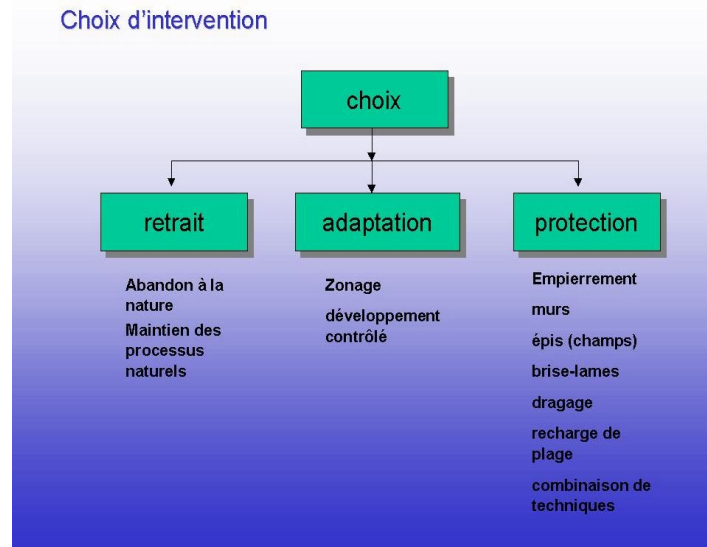 Choix d'intervention
choix
retrait
adaptation
protection
Abandon à la
nature
Maintien des
processus
naturels
Zonage
développement
contrôlé
Empierrement
murs
épis (champs)
brise-lames
dragage
recharge de
plage
combinaison de
techniques